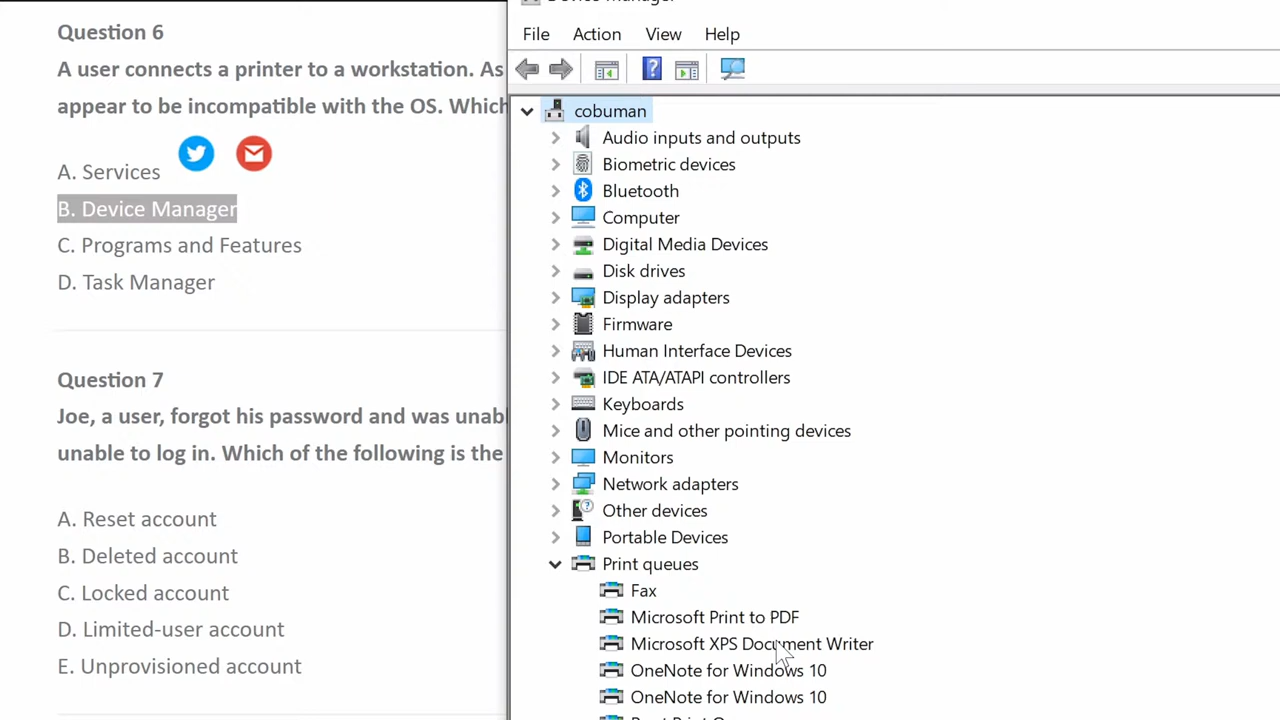 Question 6
A user connects a printer to a workstation. As
appear to be incompatible with the OS. Which
A. Services
B. Device Manager
C. Programs and Features
D. Task Manager
Question 7
Joe, a user, forgot his password and was unabl
unable to log in. Which of the following is the
A. Reset account
B. Deleted account
C. Locked account
D. Limited-user account
E. Unprovisioned account
File Action View Help
cobuman
Audio inputs and outputs
Biometric devices
Bluetooth
Computer
Digital Media Devices
Disk drives
Display adapters
Firmware
Human Interface Devices
IDE ATA/ATAPI controllers
Keyboards
Mice and other pointing devices
Monitors
Network adapters
Other devices
Portable Devices
Print queues
Fax
Microsoft Print to PDF
Microsoft XPS Document Writer
OneNote for Windows 10
OneNote for Windows 10